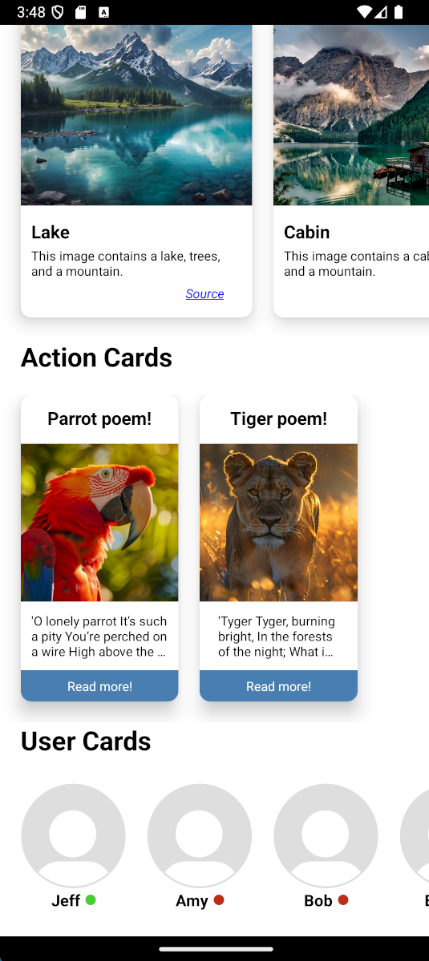 3:48
A
Lake
Cabin
This image contains a lake, trees,
and a mountain.
This image contains a
and a mountain.
Source
Action Cards
Parrot poem!
Tiger poem!
'O lonely parrot It's such
a pity You're perched on
a wire High above the ...
'Tyger Tyger, burning
bright, In the forests
of the night; What i...
Read more!
Read more!
User Cards
Jeff
Amy
Bob